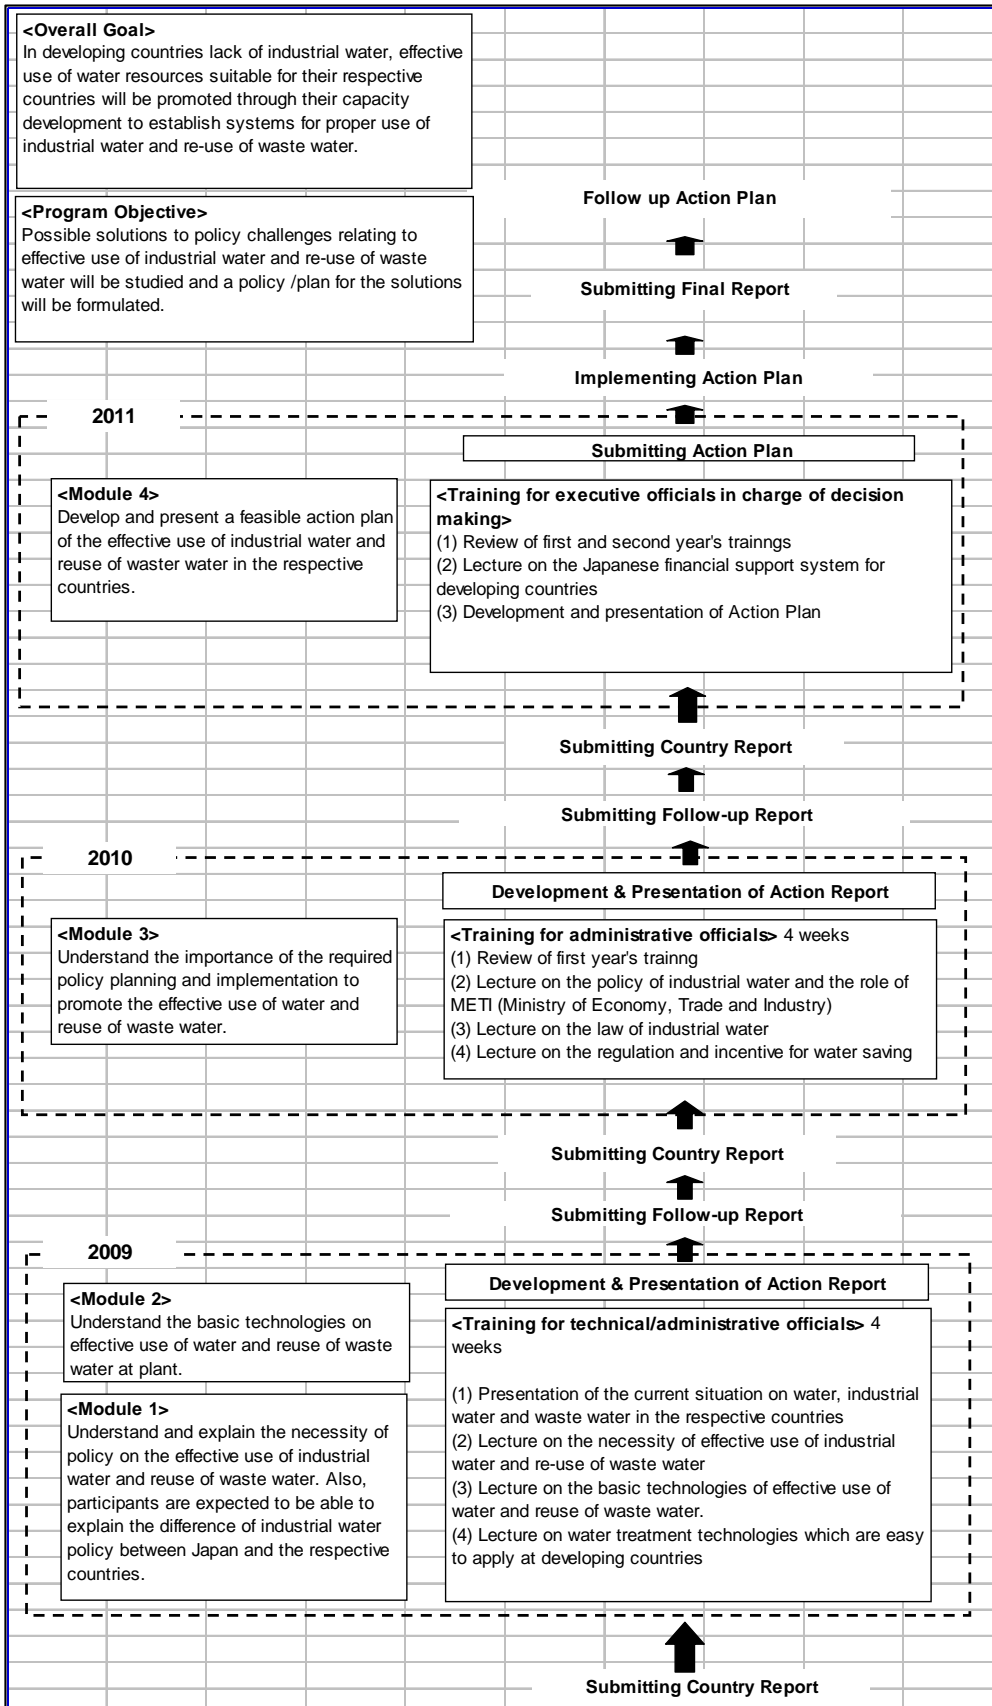 <Overall Goal>
In developing countries lack of industrial water, effective
use of water resources suitable for their respective
countries will be promoted through their capacity
development to establish systems for proper use of
industrial water and re-use of waste water.
<Program Objective>
Possible solutions to policy challenges relating to
effective use of industrial water and re-use of waste
water will be studied and a policy /plan for the solutions
will be formulated.
Follow up Action Plan
Submitting Final Report
Implementing Action Plan
2011
Submitting Action Plan
<Module 4>
Develop and present a feasible action plan
of the effective use of industrial water and
reuse of waster water in the respective
countries.
<Training for executive officials in charge of decision
making>
(1) Review of first and second year's trainngs
(2) Lecture on the Japanese financial support system for
developing countries
(3) Development and presentation of Action Plan
Submitting Country Report
Submitting Follow-up Report
2010
Development & Presentation of Action Report
<Module 3>
Understand the importance of the required
policy planning and implementation to
promote the effective use of water and
reuse of waste water.
<Training for administrative officials> 4 weeks
(1) Review of first year's trainng
(2) Lecture on the policy of industrial water and the role of
METI (Ministry of Economy, Trade and Industry)
(3) Lecture on the law of industrial water
(4) Lecture on the regulation and incentive for water saving
Submitting Country Report
Submitting Follow-up Report
2009
Development & Presentation of Action Report
<Module 2>
Understand the basic technologies on
effective use of water and reuse of waste
water at plant.
<Module 1>
Understand and explain the necessity of
policy on the effective use of industrial
water and reuse of waste water. Also,
participants are expected to be able to
explain the difference of industrial water
policy between Japan and the respective
countries.
<Training for technical/administrative officials> 4
weeks
(1) Presentation of the current situation on water, industrial
water and waste water in the respective countries
(2) Lecture on the necessity of effective use of industrial
water and re-use of waste water
(3) Lecture on the basic technologies of effective use of
water and reuse of waste water.
(4) Lecture on water treatment technologies which are easy
to apply at developing countries
Submitting Country Report